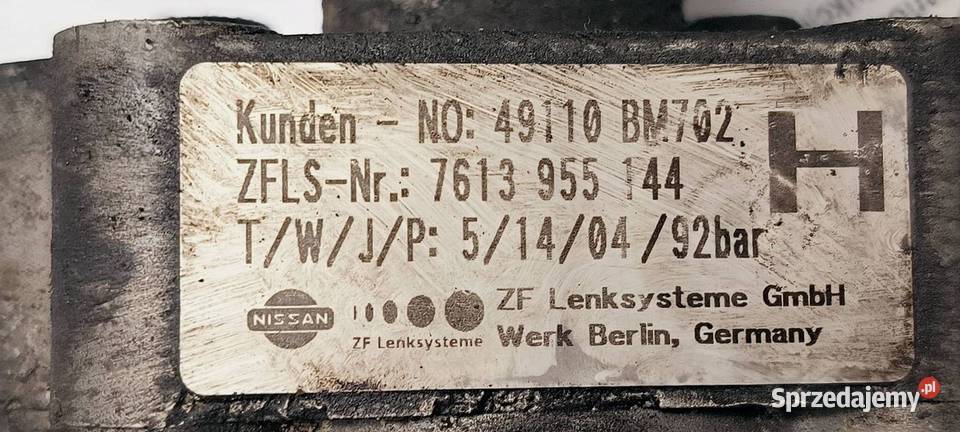 Kunden - NO: 49110 BM702
H
ZFLS-Nr.: 7613 955 144
T/W/J/P: 5/14/04/92bar
NISSAN
ZF Lenksysteme
ZF Lenksysteme GmbH
Werk Berlin, Germany
Sprzedajemy.pl